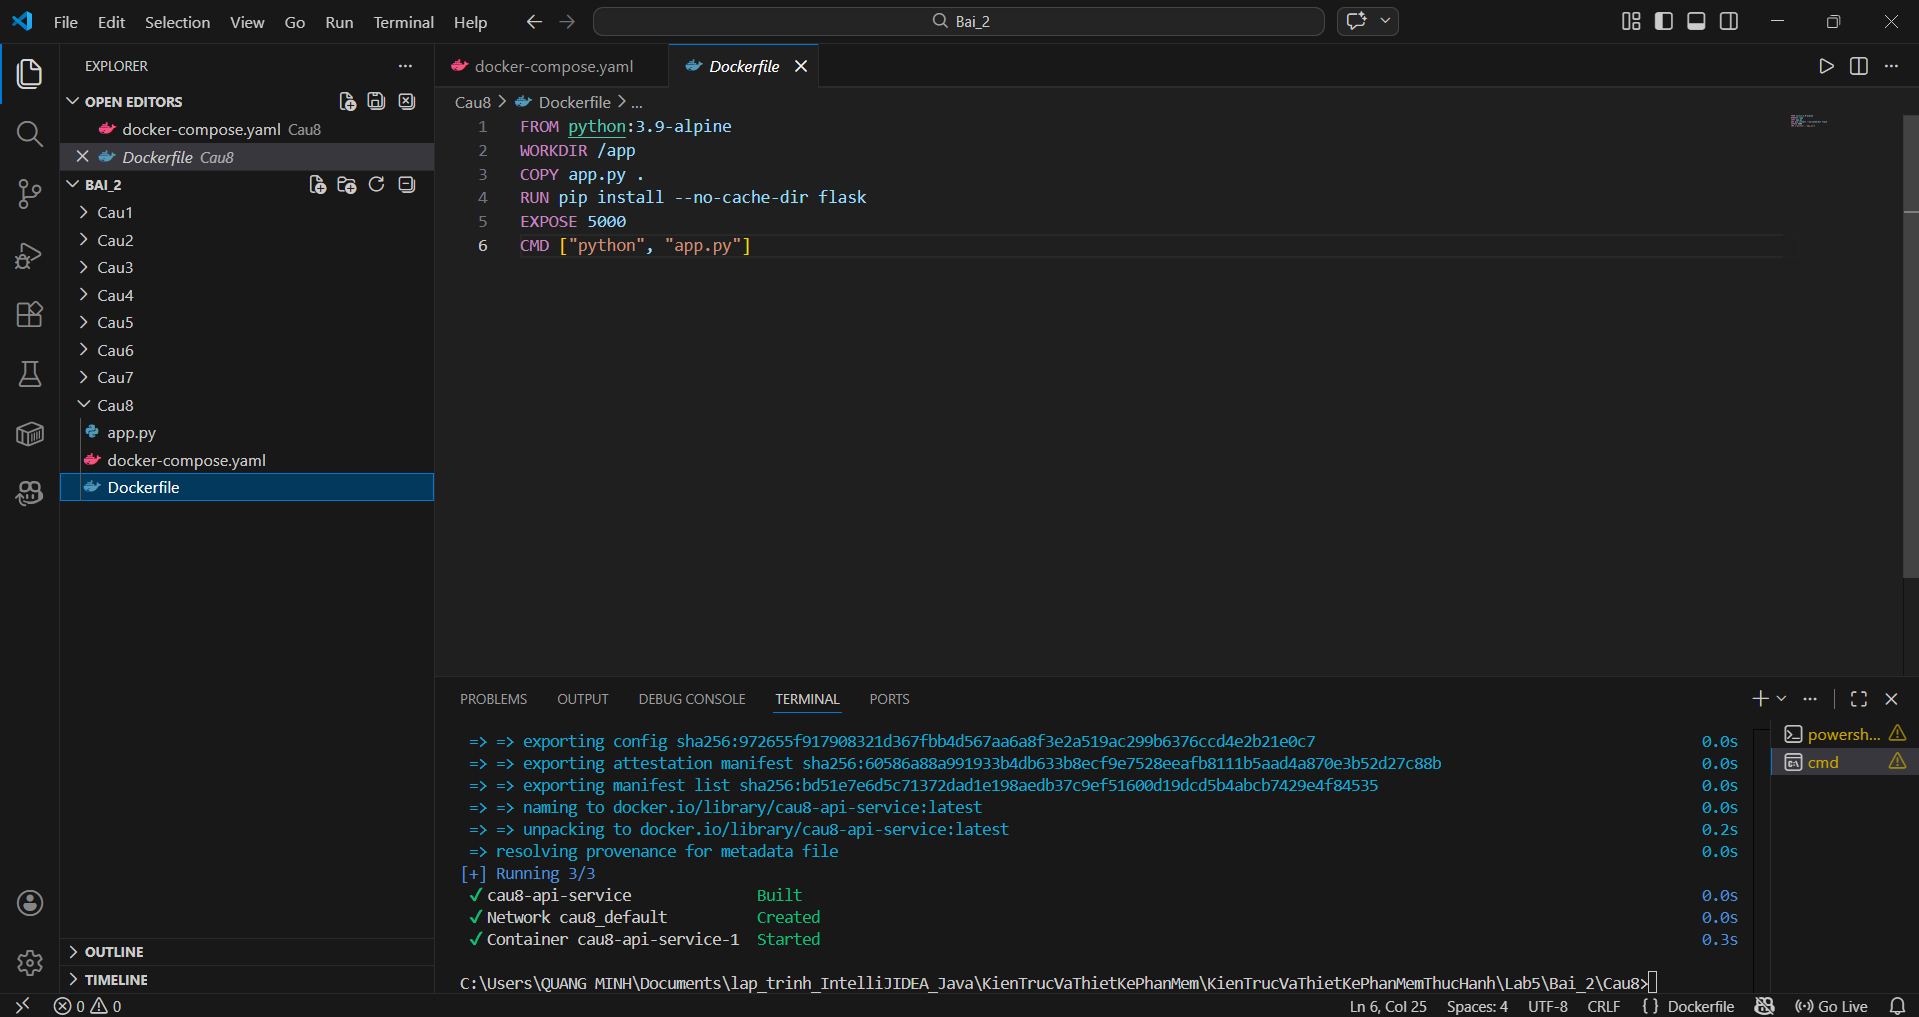 File Edit Selection View Go Run Terminal Help
Bai_2
EXPLORER
OPEN EDITORS
docker-compose.yaml Cau8
Dockerfile Cau8
BAI_2
Cau1
Cau2
Cau3
Cau4
Cau5
Cau6
Cau7
Cau8
app.py
docker-compose.yaml
Dockerfile
OUTLINE
TIMELINE
docker-compose.yaml
Dockerfile
Cau8 > Dockerfile > ...
1 FROM python:3.9-alpine
2 WORKDIR /app
3 COPY app.py .
4 RUN pip install --no-cache-dir flask
5 EXPOSE 5000
6 CMD ["python", "app.py"]
PROBLEMS OUTPUT DEBUG CONSOLE TERMINAL PORTS
=> => exporting config sha256:972655f917908321d367fbb4d567aa6a8f3e2a519ac299b6376ccd4e2b21e0c7 0.0s
=> => exporting attestation manifest sha256:60586a88a991933b4db633b8ecf9e7528eeafb8111b5aad4a870e3b52d27c88b 0.0s
=> => exporting manifest list sha256:bd51e7e6d5c71372dad1e198aedb37c9ef51600d19dcd5b4abcb7429e4f84535 0.0s
=> => naming to docker.io/library/cau8-api-service:latest 0.0s
=> => unpacking to docker.io/library/cau8-api-service:latest 0.2s
=> resolving provenance for metadata file 0.0s
[+] Running 3/3
✓ cau8-api-service Built 0.0s
✓ Network cau8_default Created 0.0s
✓ Container cau8-api-service-1 Started 0.3s
C:\Users\QUANG MINH\Documents\lap_trinh_IntelliJIDEA_Java\KienTrucVaThietKePhanMem\KienTrucVaThietKePhanMemThucHanh\Lab5\Bai_2\Cau8>
powersh...
cmd
0 0
Ln 6, Col 25 Spaces: 4 UTF-8 CRLF {} Dockerfile Go Live